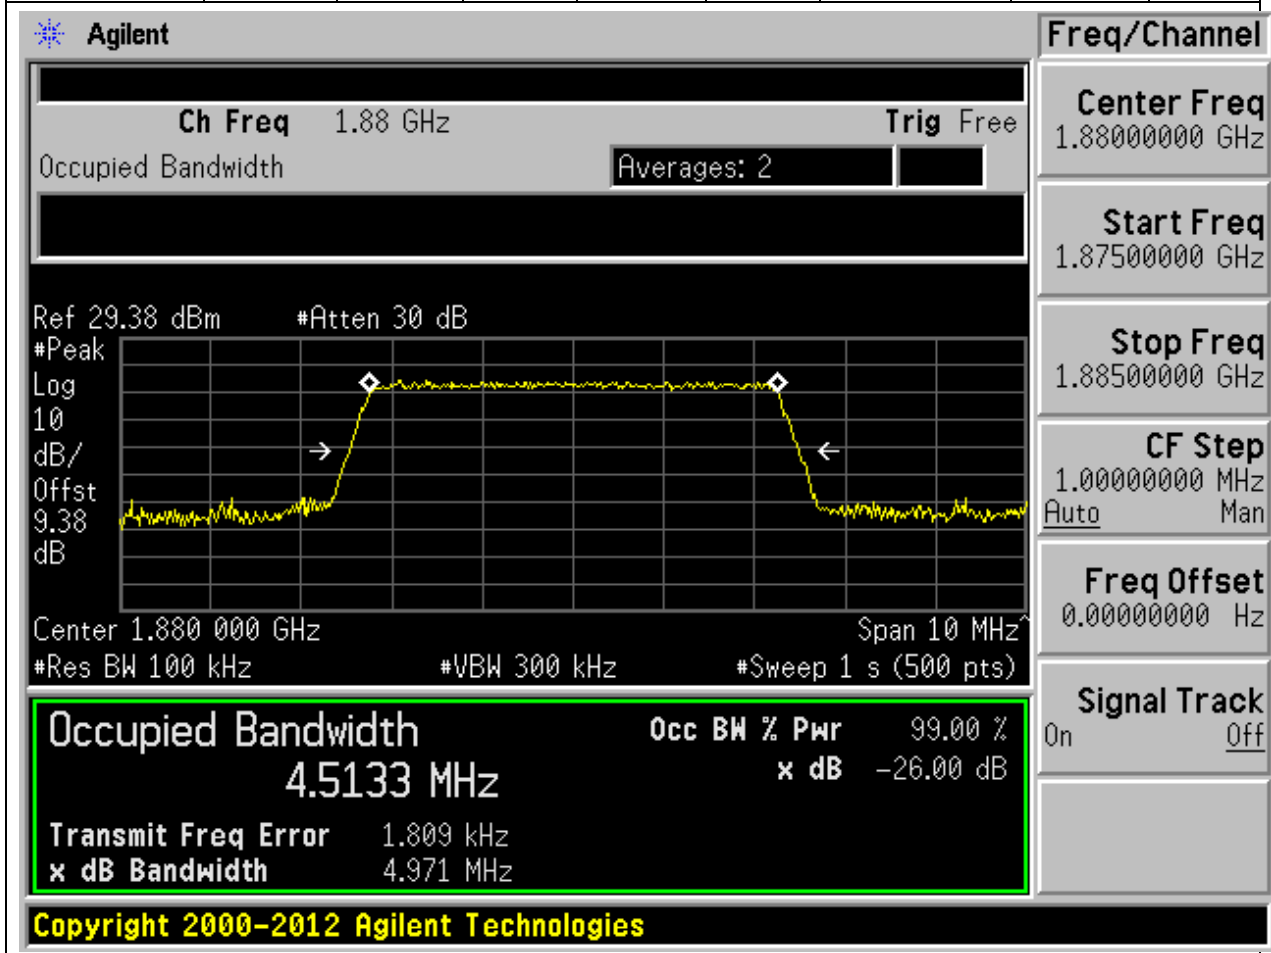 Agilent
Freq/Channel
Ch Freq 1.88 GHz Trig Free
Occupied Bandwidth Averages: 2
Center Freq
1.88000000 GHz
Start Freq
1.87500000 GHz
Stop Freq
1.88500000 GHz
CF Step
1.00000000 MHz
Auto Man
Freq Offset
0.00000000 Hz
Signal Track
On Off
Ref 29.38 dBm #Atten 30 dB
#Peak
Log
10
dB/
Offst
9.38
dB
Center 1.880 000 GHz Span 10 MHz^
#Res BW 100 kHz #VBW 300 kHz #Sweep 1 s (500 pts)
Occupied Bandwidth Occ BW % Pwr 99.00 %
4.5133 MHz x dB -26.00 dB
Transmit Freq Error 1.809 kHz
x dB Bandwidth 4.971 MHz
Copyright 2000-2012 Agilent Technologies